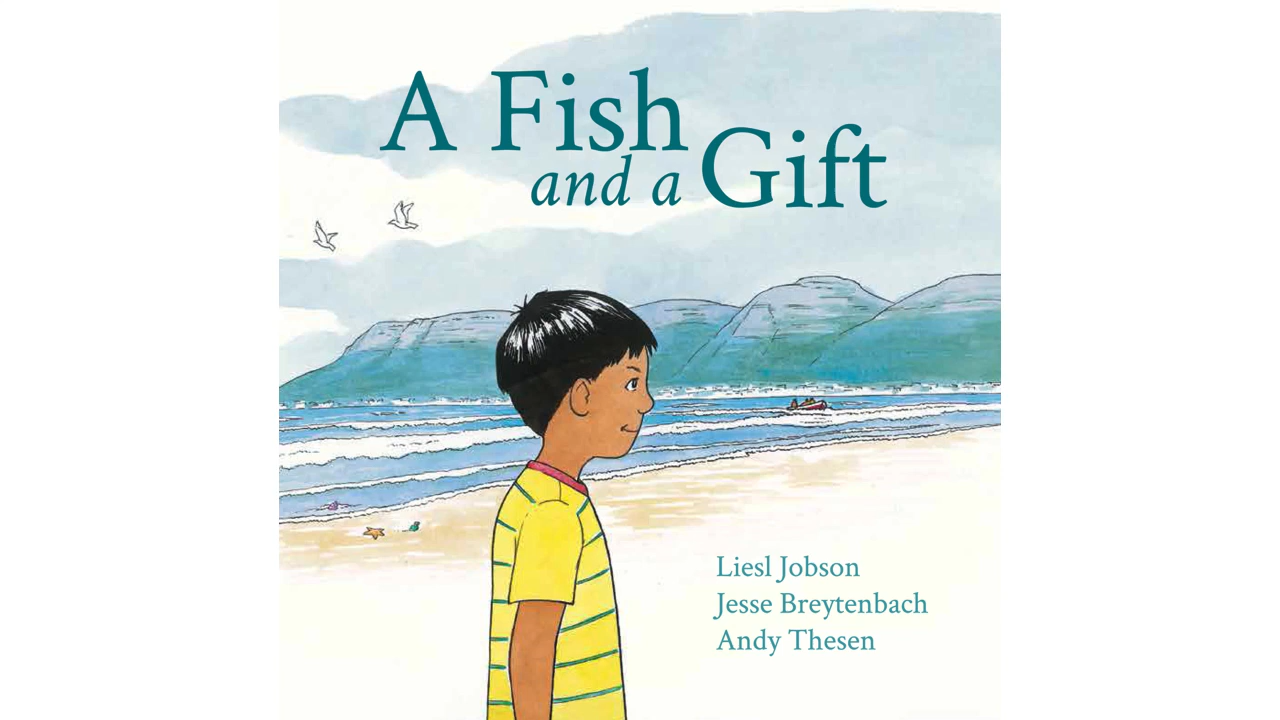 A Fish
and a Gift
Liesl Jobson
Jesse Breytenbach
Andy Thesen